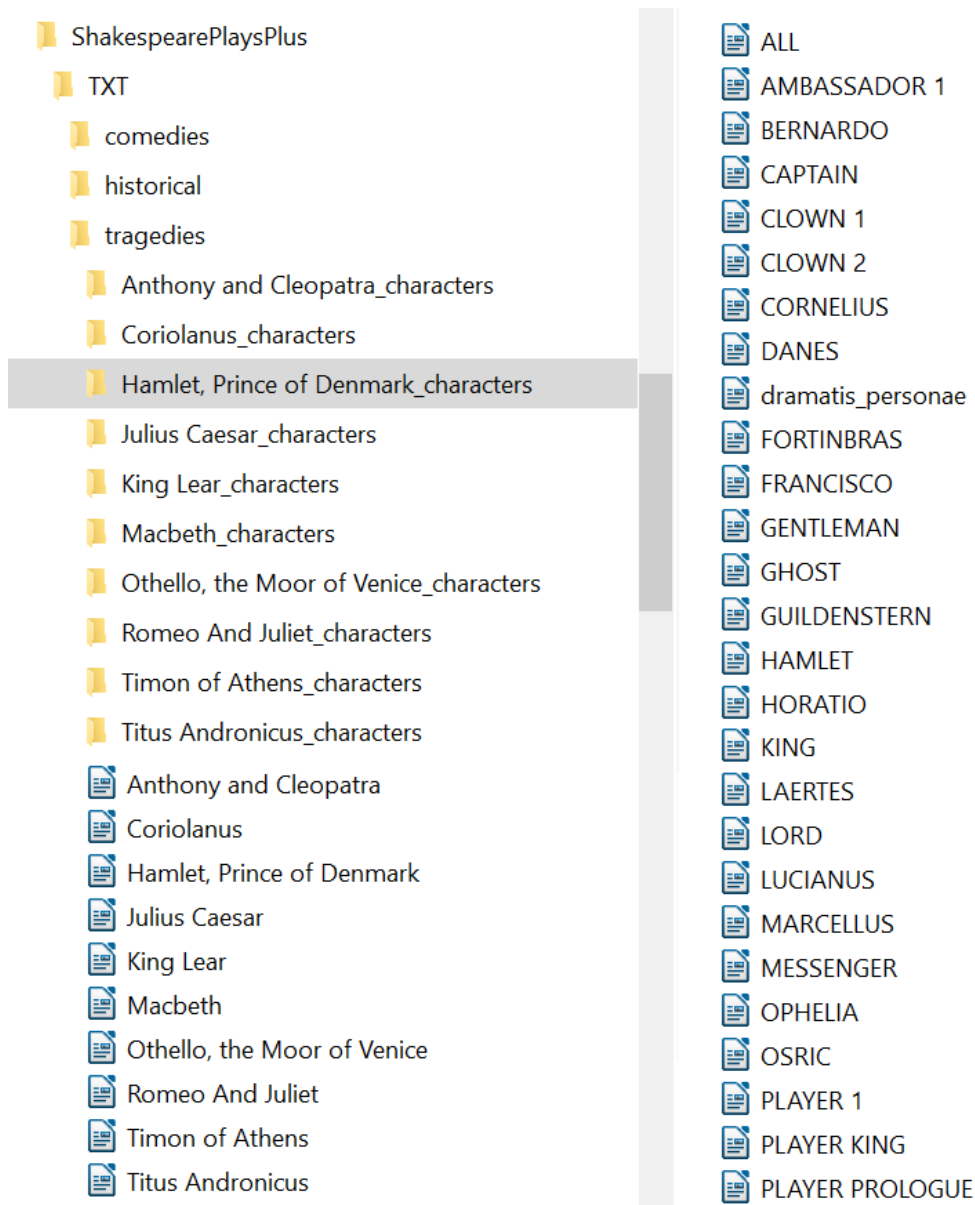 ShakespearePlaysPlus
TXT
comedies
historical
tragedies
Anthony and Cleopatra_characters
Coriolanus_characters
Hamlet, Prince of Denmark_characters
Julius Caesar_characters
King Lear_characters
Macbeth_characters
Othello, the Moor of Venice_characters
Romeo And Juliet_characters
Timon of Athens_characters
Titus Andronicus_characters
Anthony and Cleopatra
Coriolanus
Hamlet, Prince of Denmark
Julius Caesar
King Lear
Macbeth
Othello, the Moor of Venice
Romeo And Juliet
Timon of Athens
Titus Andronicus
ALL
AMBASSADOR 1
BERNARDO
CAPTAIN
CLOWN 1
CLOWN 2
CORNELIUS
DANES
dramatis_personae
FORTINBRAS
FRANCISCO
GENTLEMAN
GHOST
GUILDENSTERN
HAMLET
HORATIO
KING
LAERTES
LORD
LUCIANUS
MARCELLUS
MESSENGER
OPHELIA
OSRIC
PLAYER 1
PLAYER KING
PLAYER PROLOGUE